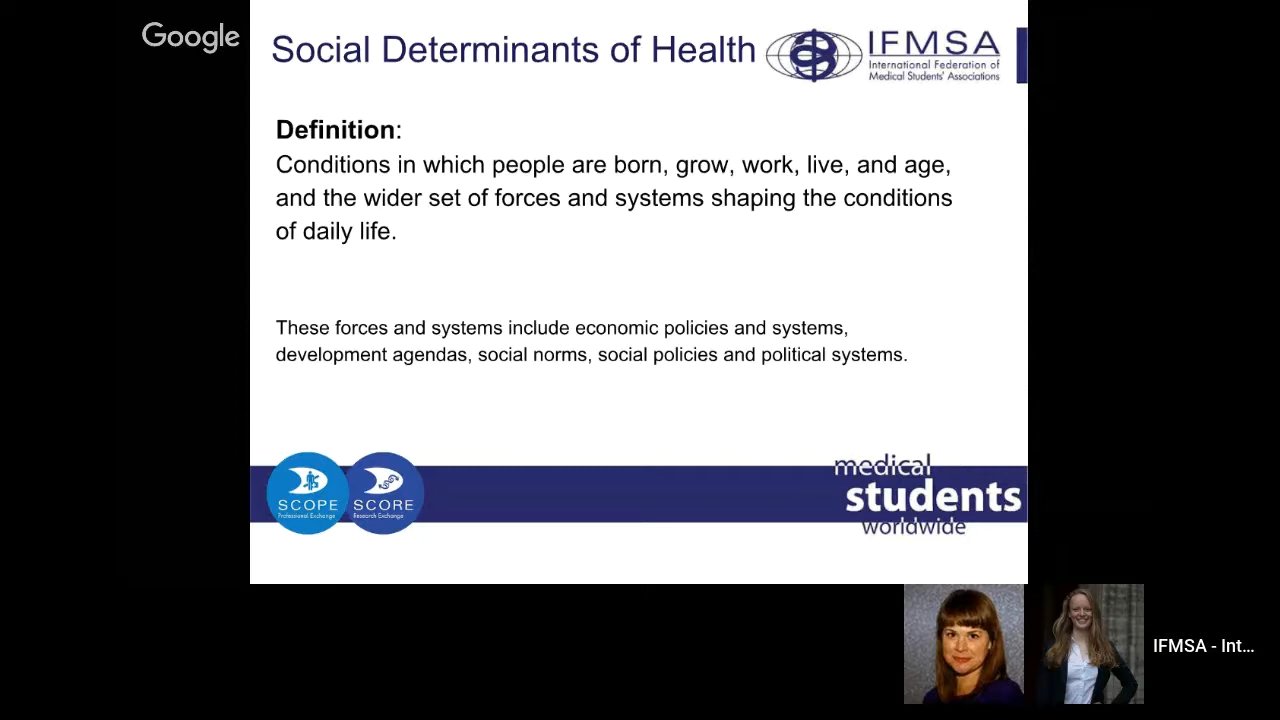 Google
Social Determinants of Health
IFMSA
International Federation of
Medical Students' Associations
Definition:
Conditions in which people are born, grow, work, live, and age,
and the wider set of forces and systems shaping the conditions
of daily life.
These forces and systems include economic policies and systems,
development agendas, social norms, social policies and political systems.
SCOPE
Professional Exchange
SCORE
Research Exchange
medical
students
worldwide
IFMSA - Int...